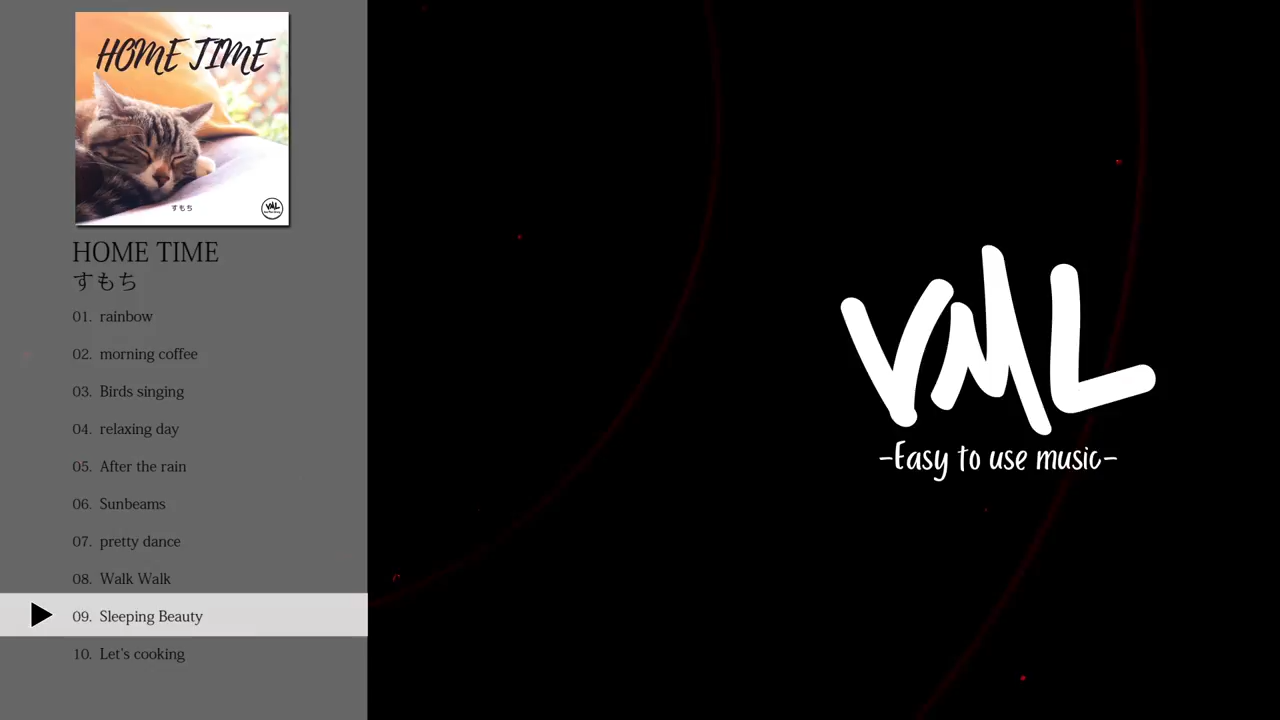 HOME TIME
すもち
VML
HOME TIME
すもち
01. rainbow
02. morning coffee
03. Birds singing
04. relaxing day
05. After the rain
06. Sunbeams
07. pretty dance
08. Walk Walk
09. Sleeping Beauty
10. Let's cooking
VML
-Easy to use music-